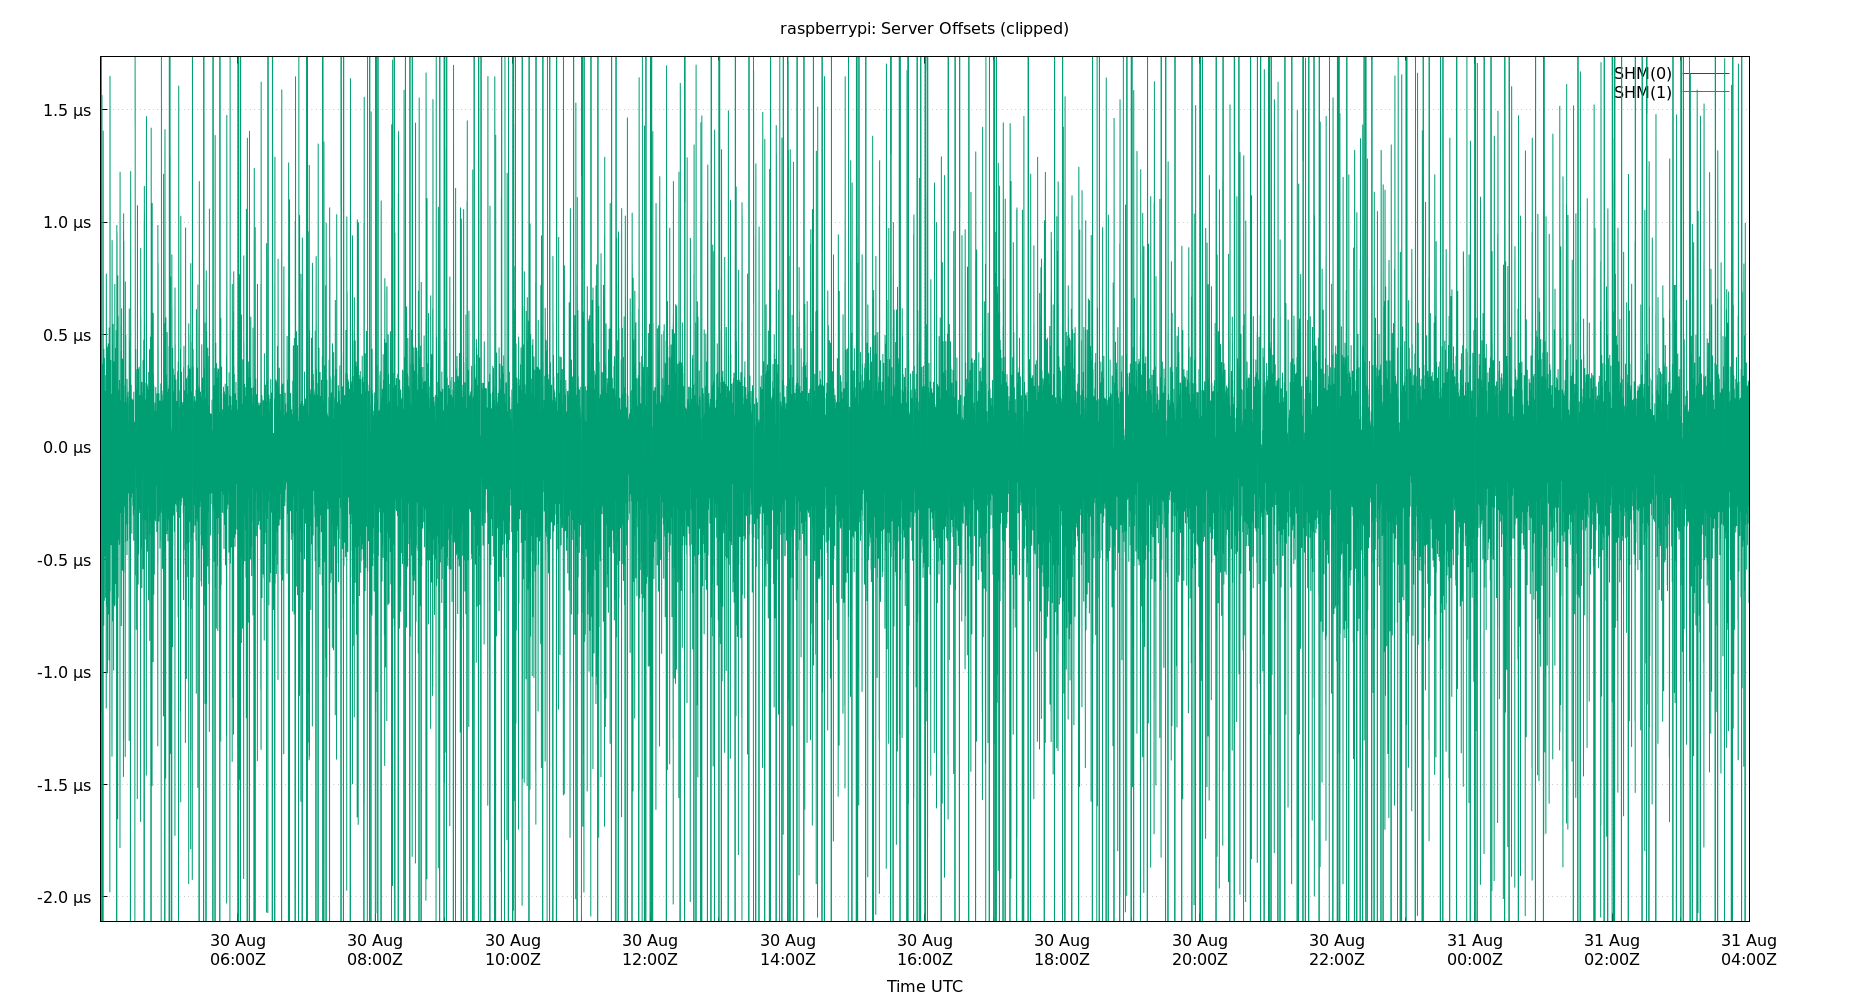 raspberrypi: Server Offsets (clipped)
SHM(0)
SHM(1)
1.5 µs
1.0 µs
0.5 µs
0.0 µs
-0.5 µs
-1.0 µs
-1.5 µs
-2.0 µs
30 Aug 30 Aug 30 Aug 30 Aug 30 Aug 30 Aug 30 Aug 30 Aug 30 Aug 31 Aug 31 Aug 31 Aug
06:00Z 08:00Z 10:00Z 12:00Z 14:00Z 16:00Z 18:00Z 20:00Z 22:00Z 00:00Z 02:00Z 04:00Z
Time UTC